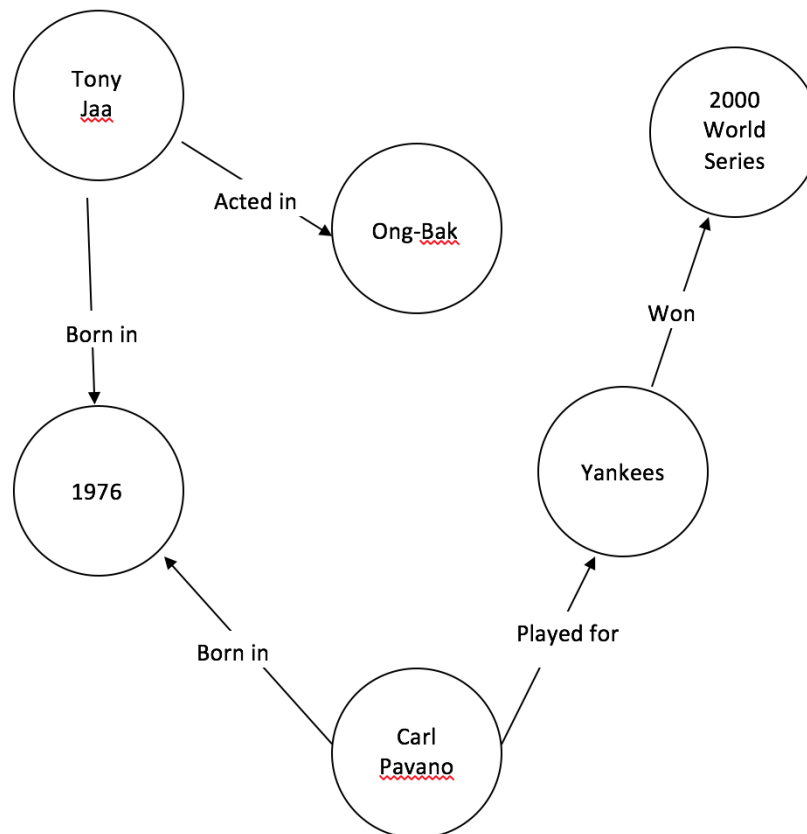 Tony
Jaa
2000
World
Series
Acted in
Ong-Bak
Won
Born in
Yankees
1976
Played for
Born in
Carl
Pavano